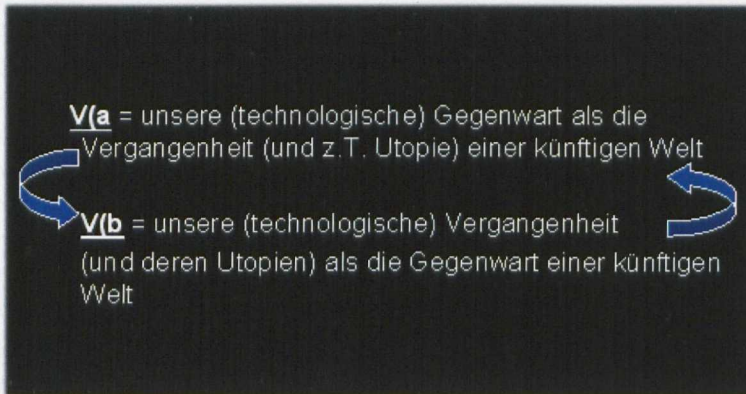 V(a = unsere (technologische) Gegenwart als die
Vergangenheit (und z.T. Utopie) einer künftigen Welt
V(b = unsere (technologische) Vergangenheit
(und deren Utopien) als die Gegenwart einer künftigen
Welt